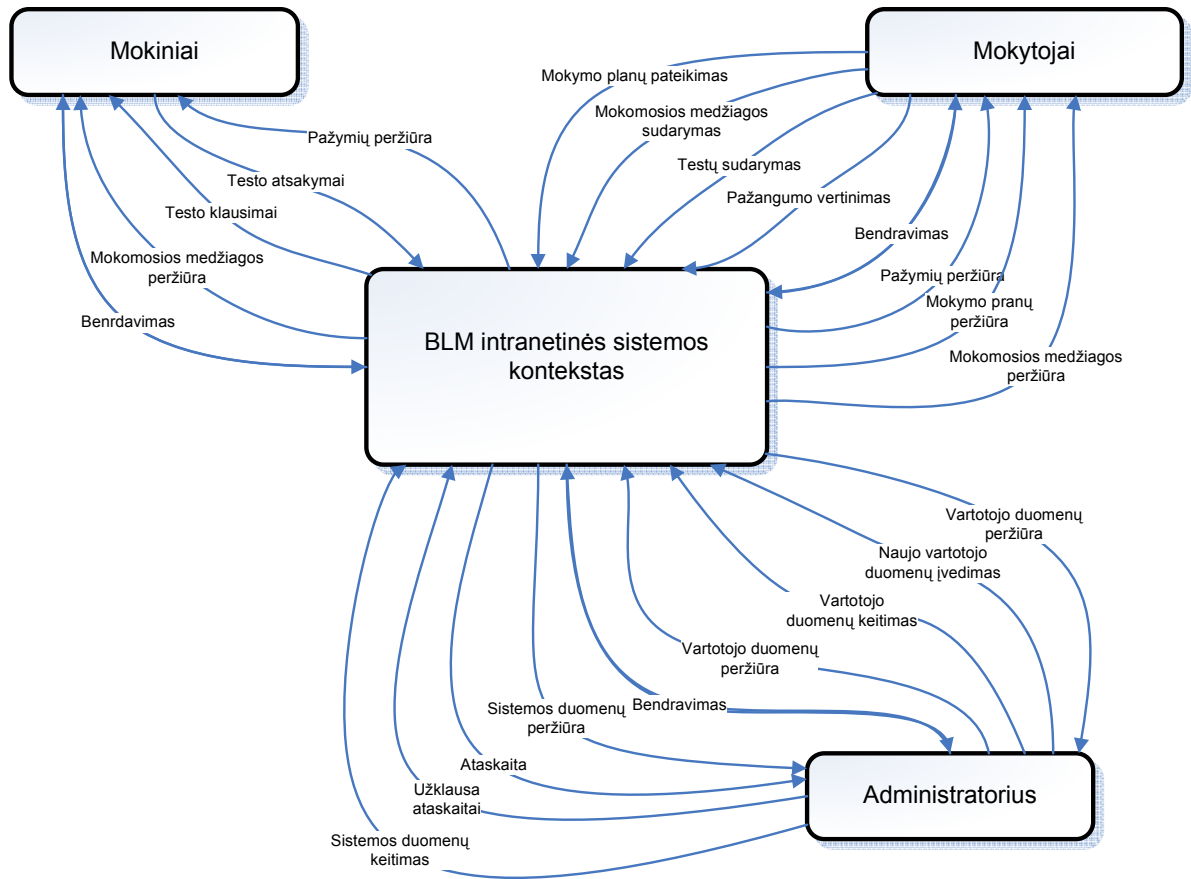 Mokiniai
Mokytojai
Mokymo planų pateikimas
Mokomosios medžiagos
sudarymas
Pažymių peržiūra
Testų sudarymas
Testo atsakymai
Pažangumo vertinimas
Testo klausimai
Bendravimas
Mokomosios medžiagos
peržiūra
Pažymių peržiūra
Mokymo pranų
peržiūra
Benrdavimas
BLM intranetinės sistemos
kontekstas
Mokomosios medžiagos
peržiūra
Vartotojo duomenų
peržiūra
Naujo vartotojo
duomenų įvedimas
Vartotojo
duomenų keitimas
Vartotojo duomenų
peržiūra
Sistemos duomenų
peržiūra
Bendravimas
Ataskaita
Užklausa
ataskaitai
Administratorius
Sistemos duomenų
keitimas